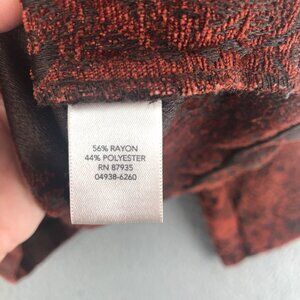 56% RAYON
44% POLYESTER
RN 87935
04938-6260